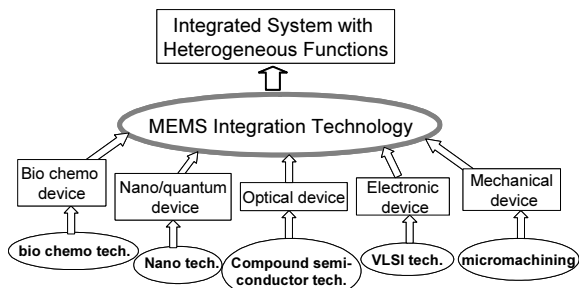 Integrated System with
Heterogeneous Functions
MEMS Integration Technology
Bio chemo
device
Nano/quantum
device
Optical device
Electronic
device
Mechanical
device
bio chemo tech.
Nano tech.
Compound semi-
conductor tech.
VLSI tech.
micromachining